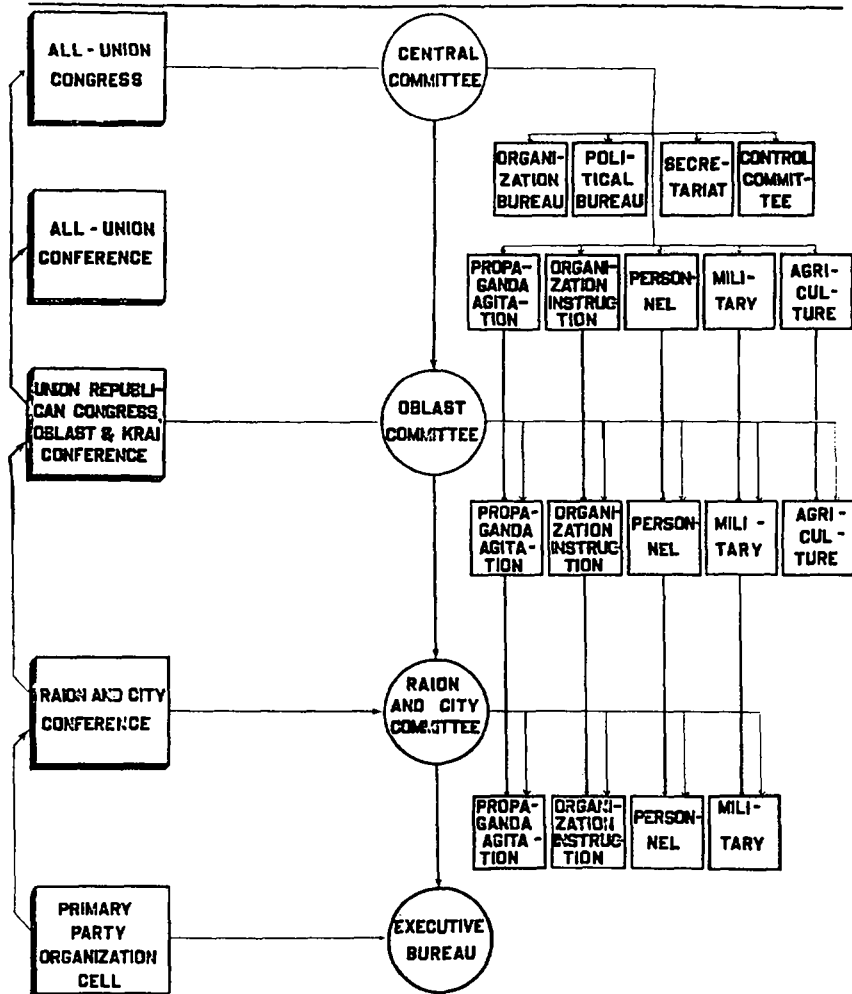 ALL - UNION
CONGRESS
CENTRAL
COMMITTEE
ORGANI-
ZATION
BUREAU
POLI-
TICAL
BUREAU
SECRE-
TARIAT
CONTROL
COMMIT-
TEE
ALL - UNION
CONFERENCE
PROPA-
GANDA
AGITA-
TION
ORGANI-
ZATION
INSTRUC-
TION
PERSON-
NEL
MILI-
TARY
AGRI-
CUL-
TURE
UNION REPUBLI-
CAN CONGRESS,
OBLAST & KRAI
CONFERENCE
OBLAST
COMMITTEE
PROPA-
GANDA
AGITA-
TION
ORGANI-
ZATION
INSTRUC-
TION
PERSON-
NEL
MILI-
TARY
AGRI-
CUL-
TURE
RAION AND CITY
CONFERENCE
RAION
AND CITY
COMMITTEE
PROPA-
GANDA
AGITA-
TION
ORGANI-
ZATION
INSTRUC-
TION
PERSON-
NEL
MILI-
TARY
PRIMARY
PARTY
ORGANIZATION
CELL
EXECUTIVE
BUREAU